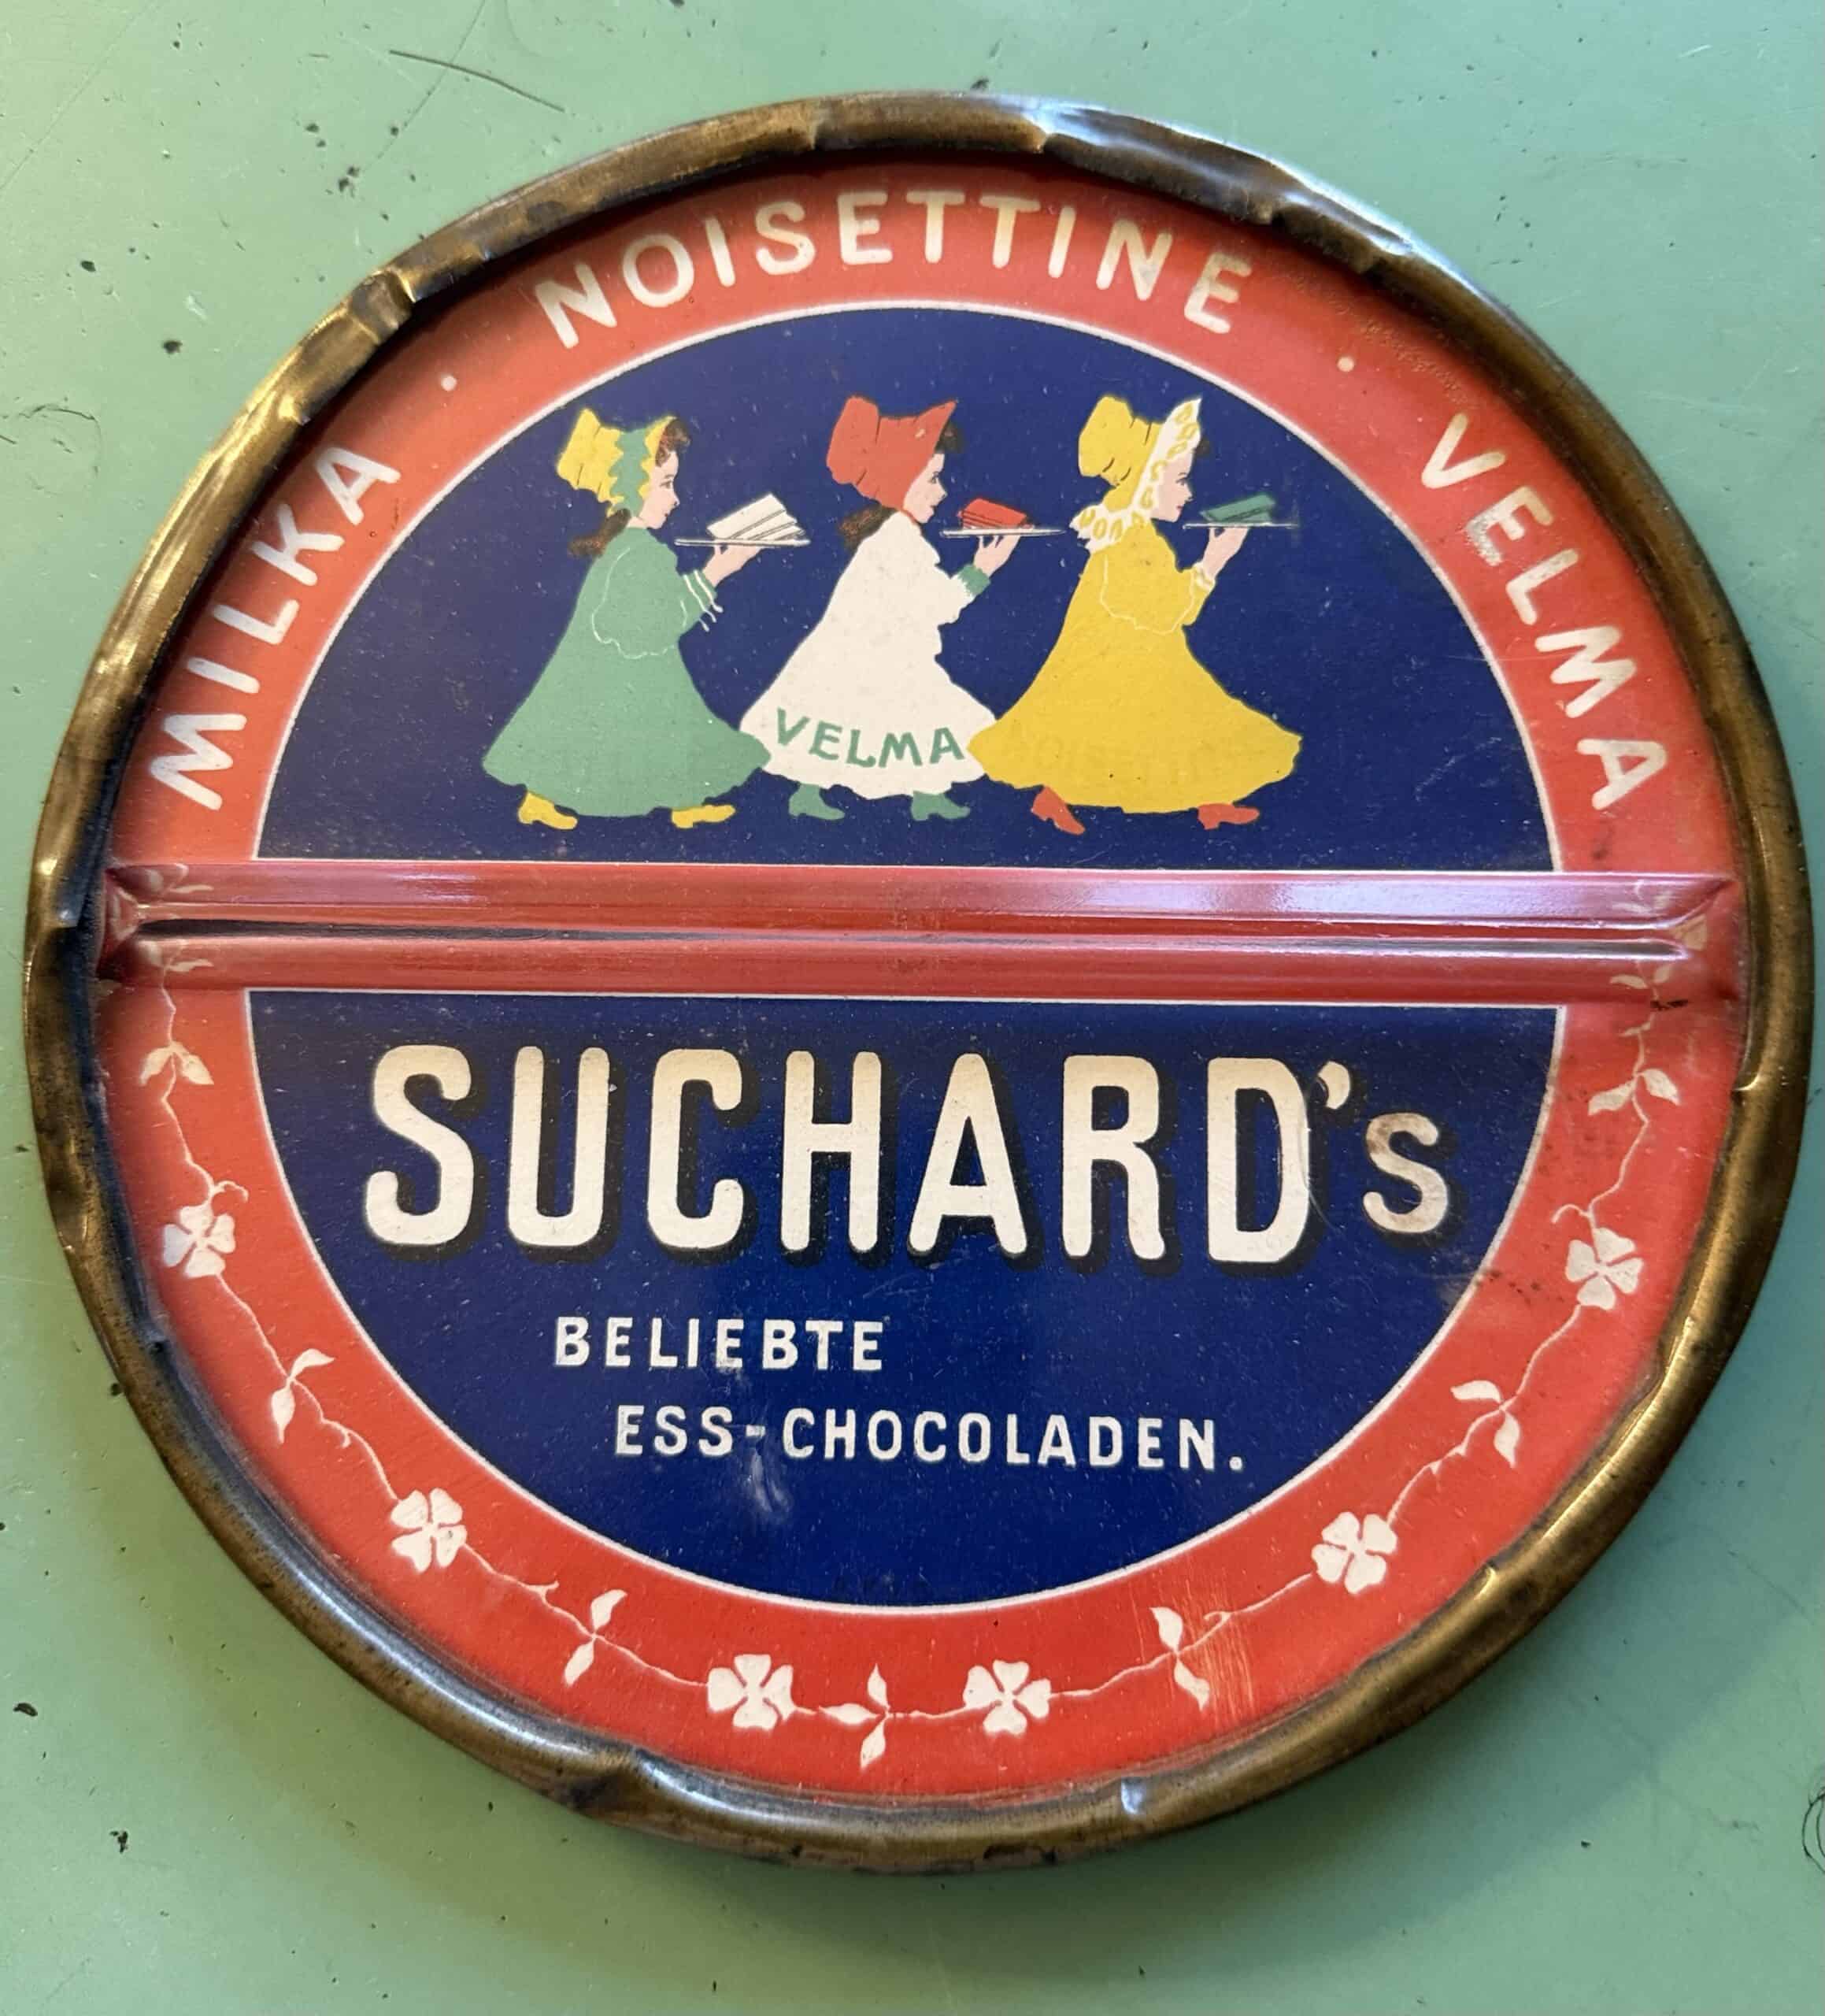 MILKA · NOISETTINE · VELMA
VELMA
SUCHARD's
BELIEBTE
ESS-CHOCOLADEN.